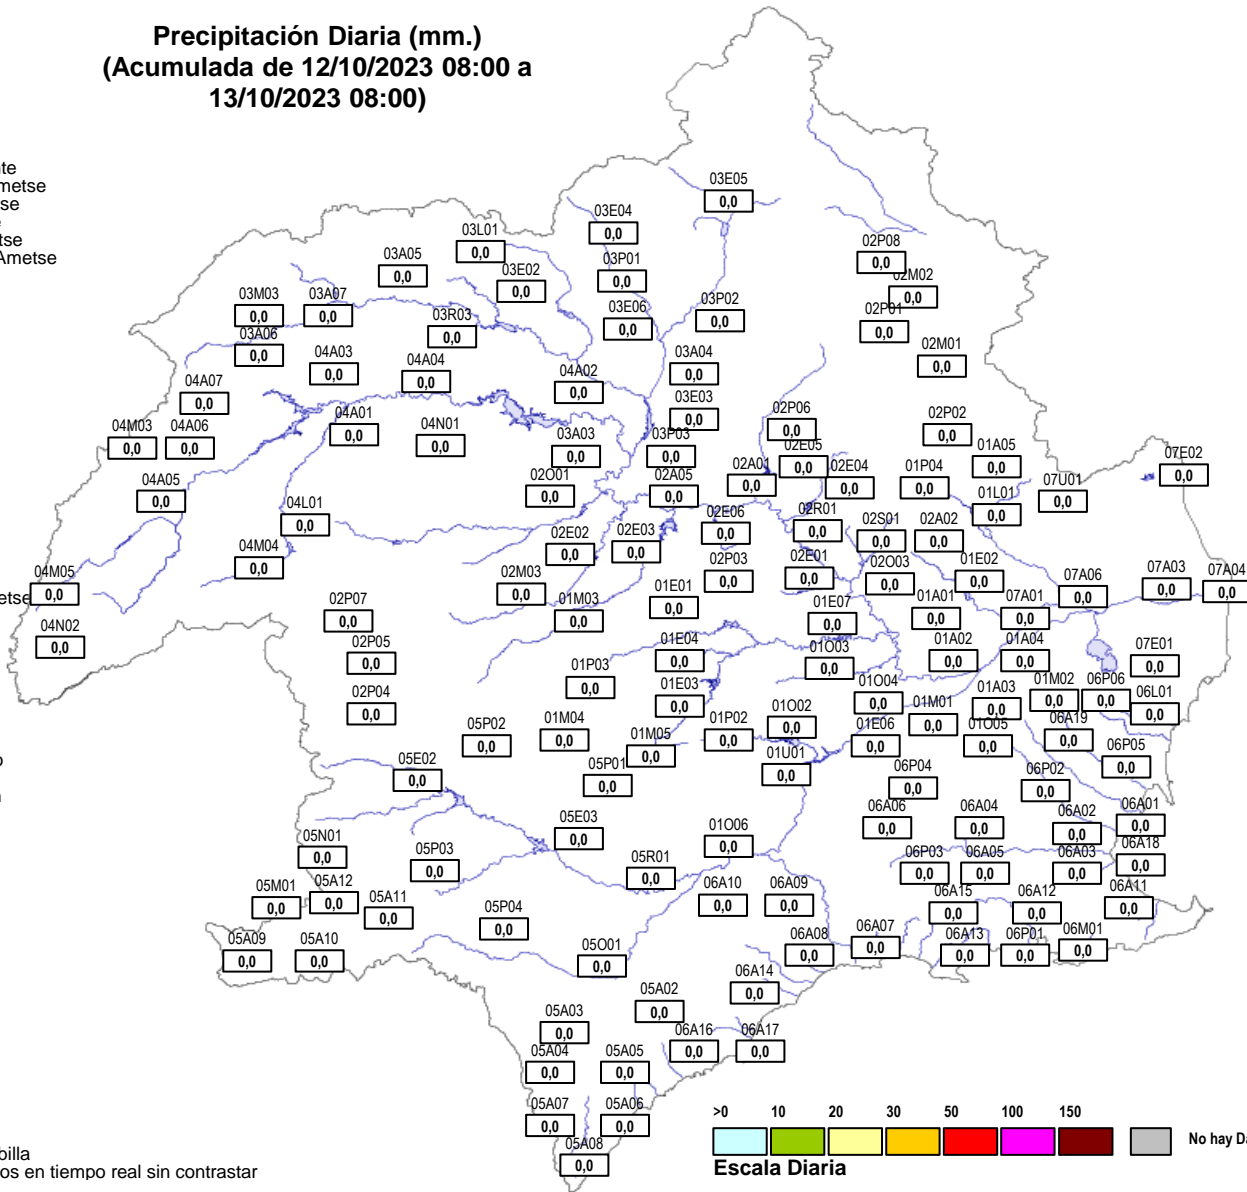 Precipitación Diaria (mm.)
(Acumulada de 12/10/2023 08:00 a
13/10/2023 08:00)
03E05
0,0
03E04
0,0
03L01
0,0
03A05
0,0
03E02
0,0
03P01
0,0
02P08
0,0
02M02
0,0
03M03
0,0
03A07
0,0
03R03
0,0
03E06
0,0
03P02
0,0
02P01
0,0
03A06
0,0
04A03
0,0
04A04
0,0
04A02
0,0
03A04
0,0
02M01
0,0
04A07
0,0
03E03
0,0
04M03
0,0
04A06
0,0
04A01
0,0
04N01
0,0
03A03
0,0
03P03
0,0
02P06
0,0
02E05
0,0
02P02
0,0
01A05
0,0
07E02
0,0
04A05
0,0
02O01
0,0
02A05
0,0
02A01
0,0
02E04
0,0
01P04
0,0
01L01
0,0
07U01
0,0
04L01
0,0
02E06
0,0
02R01
0,0
02S01
0,0
02A02
0,0
04M04
0,0
02E02
0,0
02E03
0,0
02P03
0,0
02E01
0,0
02O03
0,0
01E02
0,0
07A06
0,0
07A03
0,0
07A04
0,0
04M05
0,0
02M03
0,0
01M03
0,0
01E01
0,0
01E07
0,0
01A01
0,0
07A01
0,0
04N02
0,0
02P07
0,0
02P05
0,0
01E04
0,0
01O03
0,0
01A02
0,0
01A04
0,0
07E01
0,0
02P04
0,0
01P03
0,0
01E03
0,0
01O04
0,0
01M01
0,0
01A03
0,0
01M02
0,0
06P06
0,0
06L01
0,0
05P02
0,0
01M04
0,0
01M05
0,0
01P02
0,0
01O02
0,0
01E06
0,0
01O05
0,0
06A19
0,0
06P05
0,0
05E02
0,0
05P01
0,0
01U01
0,0
06P04
0,0
06P02
0,0
05E03
0,0
01O06
0,0
06A06
0,0
06A04
0,0
06A02
0,0
06A01
0,0
05N01
0,0
05P03
0,0
05R01
0,0
06P03
0,0
06A05
0,0
06A03
0,0
06A18
0,0
05M01
0,0
05A12
0,0
05A11
0,0
06A10
0,0
06A09
0,0
06A15
0,0
06A12
0,0
06A11
0,0
05P04
0,0
05A09
0,0
05A10
0,0
05O01
0,0
06A08
0,0
06A07
0,0
06A13
0,0
06P01
0,0
06M01
0,0
06A14
0,0
05A02
0,0
05A03
0,0
06A16
0,0
06A17
0,0
05A04
0,0
05A05
0,0
05A07
0,0
05A06
0,0
05A08
0,0
>0 10 20 30 50 100 150
No hay Da
Escala Diaria
nte
metse
tse
Ametse
etse
billa
os en tiempo real sin contrastar